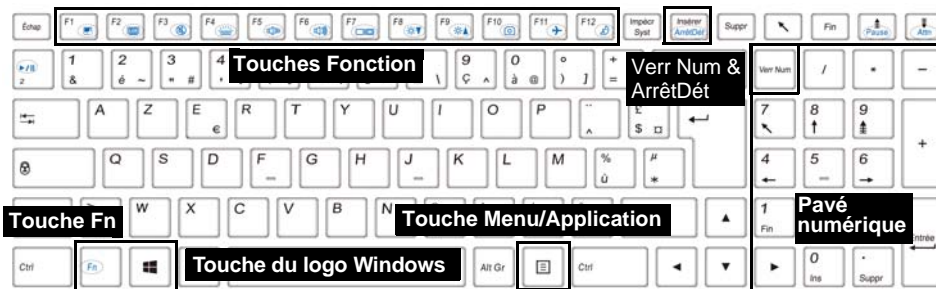 Échap F1 F2 F3 F4 F5 F6 F7 F8 F9 F10 F11 F12 Impécr Syst Insérer ArrêtDét Suppr Fin Pause Attn
2 1 & 2 é ~ 3 " # 4 ' Touches Fonction \ 9 Ç ^ 0 à @ ° ) ] + = Verr Num & ArrêtDét Verr Num / * -
A Z E € R T Y U I O P ¨ ^ £ $ ¤ 7 8 9 +
Q S D F G H J K L M % ù µ * 4 5 6
Touche Fn W X C V B N Touche Menu/Application 1 Fin Pavé numérique Entrée
Ctrl Fn Touche du logo Windows Alt Gr Ctrl 0 Ins . Suppr